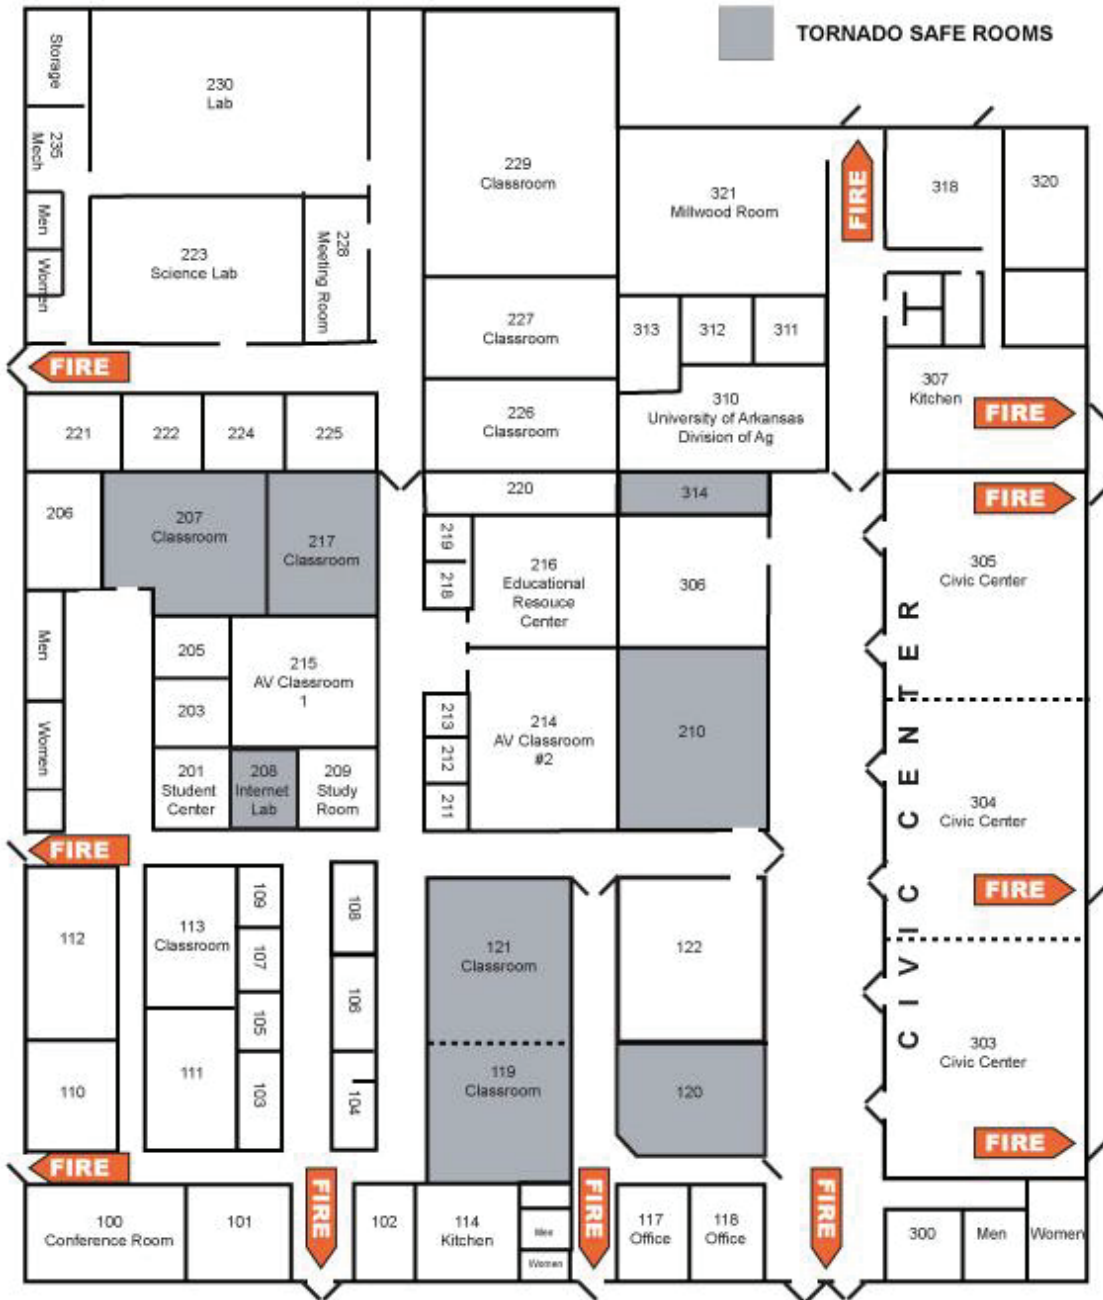 TORNADO SAFE ROOMS
Storage
230
Lab
235
Mech
229
Classroom
318
320
321
Millwood Room
FIRE
Men
Women
223
Science Lab
228
Meeting Room
227
Classroom
313
312
311
FIRE
307
Kitchen
310
University of Arkansas
Division of Ag
FIRE
221
222
224
225
226
Classroom
206
207
Classroom
217
Classroom
220
314
FIRE
219
218
216
Educational
Resouce
Center
306
305
Civic Center
Men
Women
205
203
215
AV Classroom
1
213
212
211
214
AV Classroom
#2
210
201
Student
Center
208
Internet
Lab
209
Study
Room
304
Civic Center
CIVIC CENTER
FIRE
FIRE
112
113
Classroom
109
107
105
103
108
106
104
121
Classroom
122
110
111
119
Classroom
120
303
Civic Center
FIRE
FIRE
FIRE
FIRE
FIRE
100
Conference Room
101
102
114
Kitchen
Men
Women
117
Office
118
Office
300
Men
Women